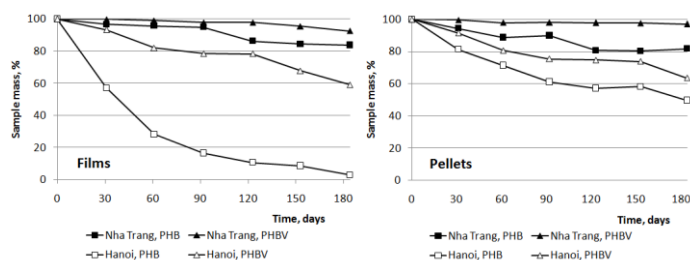 Sample mass, %
100
80
60
40
20
0
Films
0 30 60 90 120 150 180
Time, days
Nha Trang, PHB Nha Trang, PHBV
Hanoi, PHB Hanoi, PHBV
Sample mass, %
100
80
60
40
20
0
Pellets
0 30 60 90 120 150 180
Time, days
Nha Trang, PHB Nha Trang, PHBV
Hanoi, PHB Hanoi, PHBV